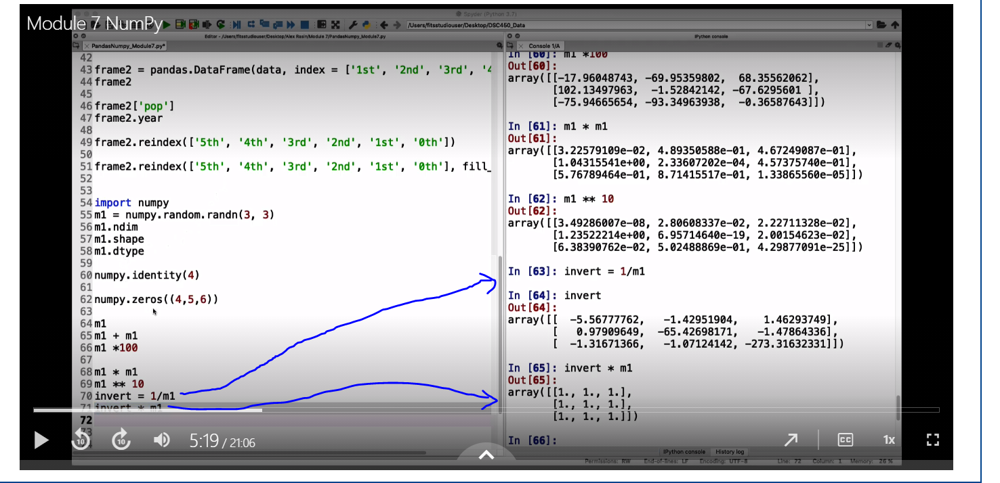 Spyder (Python 3.7)
Module 7 NumPy
/Users/fitsstudiouser/Desktop/DSC450_Data
Editor - /Users/fitsstudiouser/Desktop/Alex Rasin/Module 7/PandasNumpy_Module7.py
IPython console
PandasNumpy_Module7.py*
Console 1/A
42
43 frame2 = pandas.DataFrame(data, index = ['1st', '2nd', '3rd', '4
44 frame2
45
46 frame2['pop']
47 frame2.year
48
49 frame2.reindex(['5th', '4th', '3rd', '2nd', '1st', '0th'])
50
51 frame2.reindex(['5th', '4th', '3rd', '2nd', '1st', '0th'], fill_
52
53
54 import numpy
55 m1 = numpy.random.randn(3, 3)
56 m1.ndim
57 m1.shape
58 m1.dtype
59
60 numpy.identity(4)
61
62 numpy.zeros((4,5,6))
63
64 m1
65 m1 + m1
66 m1 *100
67
68 m1 * m1
69 m1 ** 10
70 invert = 1/m1
71 invert * m1
72
73
In [60]: m1 *100
Out[60]:
array([[-17.96048743, -69.95359802,  68.35562062],
[102.13497963,  -1.52842142, -67.6295601 ],
[-75.94665654, -93.34963938,  -0.36587643]])
In [61]: m1 * m1
Out[61]:
array([[3.22579109e-02, 4.89350588e-01, 4.67249087e-01],
[1.04315541e+00, 2.33607202e-04, 4.57375740e-01],
[5.76789464e-01, 8.71415517e-01, 1.33865560e-05]])
In [62]: m1 ** 10
Out[62]:
array([[3.49286007e-08, 2.80608337e-02, 2.22711328e-02],
[1.23522214e+00, 6.95714640e-19, 2.00154623e-02],
[6.38390762e-02, 5.02488869e-01, 4.29877091e-25]])
In [63]: invert = 1/m1
In [64]: invert
Out[64]:
array([[  -5.56777762,   -1.42951904,    1.46293749],
[   0.97909649,  -65.42698171,   -1.47864336],
[  -1.31671366,   -1.07124142, -273.31632331]])
In [65]: invert * m1
Out[65]:
array([[1., 1., 1.],
[1., 1., 1.],
[1., 1., 1.]])
In [66]:
10
10
5:19 / 21:06
CC
1x
IPython console
History log
Permissions: RW
End-of-lines: LF
Encoding: UTF-8
Line: 72
Column: 1
Memory: 26 %